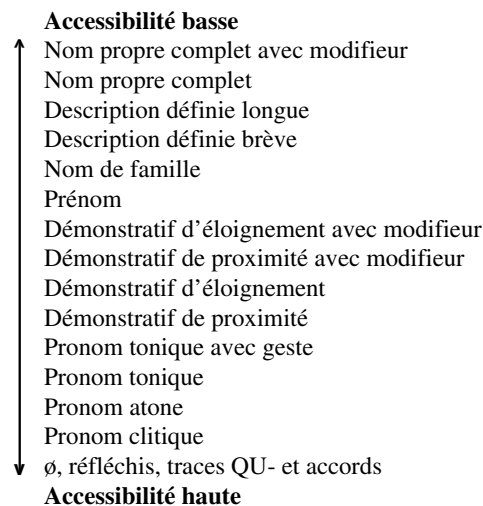 Accessibilité basse
Nom propre complet avec modifieur
Nom propre complet
Description définie longue
Description définie brève
Nom de famille
Prénom
Démonstratif d'éloignement avec modifieur
Démonstratif de proximité avec modifieur
Démonstratif d'éloignement
Démonstratif de proximité
Pronom tonique avec geste
Pronom tonique
Pronom atone
Pronom clitique
ø, réfléchis, traces QU- et accords
Accessibilité haute